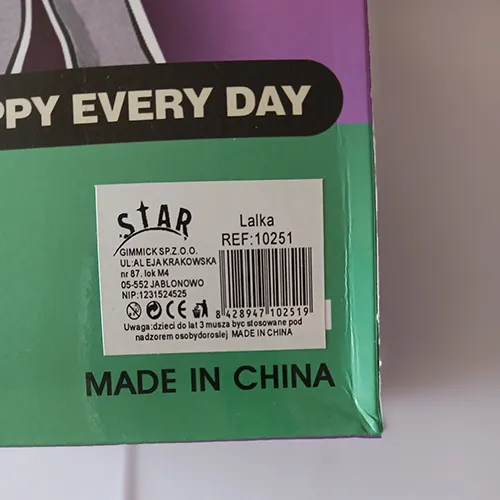 PPY EVERY DAY
STAR
Lalka
REF:10251
GIMMICK SP.Z.O.O.
UL:AL EJAKRAKOWSKA
nr 87. lok M4
05-552 JABLONOWO
NIP:1231524525
8 428947 102519
Uwaga:dzieci do lat 3 musza byc stosowane pod
nadzorem osobydoroslej MADE IN CHINA
MADE IN CHINA